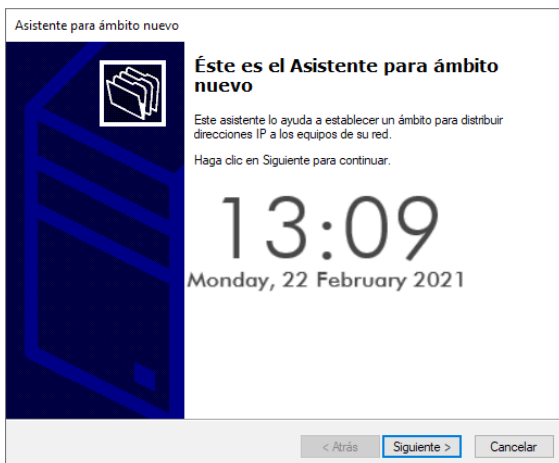 Asistente para ámbito nuevo
Éste es el Asistente para ámbito
nuevo
Este asistente lo ayuda a establecer un ámbito para distribuir
direcciones IP a los equipos de su red.
Haga clic en Siguiente para continuar.
13:09
Monday, 22 February 2021
< Atrás Siguiente > Cancelar